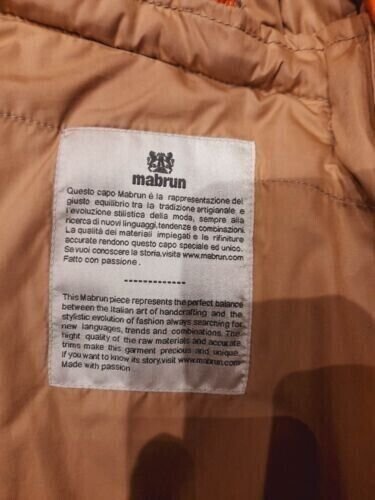 mabrun
Questo capo Mabrun é la rappresentazione del
giusto equilibrio tra la tradizione artigianale e
l'evoluzione stilistica della moda, sempre alla
ricerca di nuovi linguaggi, tendenze e combinazioni.
La qualità dei materiali impiegati e le rifiniture
accurate rendono questo capo speciale ed unico.
Se vuoi conoscere la storia, visite www.mabrun.com
Fatto con passione .
--------------
This Mabrun piece represents the perfect balance
between the Italian art of handcrafting and the
stylistic evolution of fashion always searching for
new languages, trends and combinations. The
hight quality of the raw materials and accurate
trims make this garment precious and unique.
If you want to know its story, visit www.mabrun.com
Made with passion .